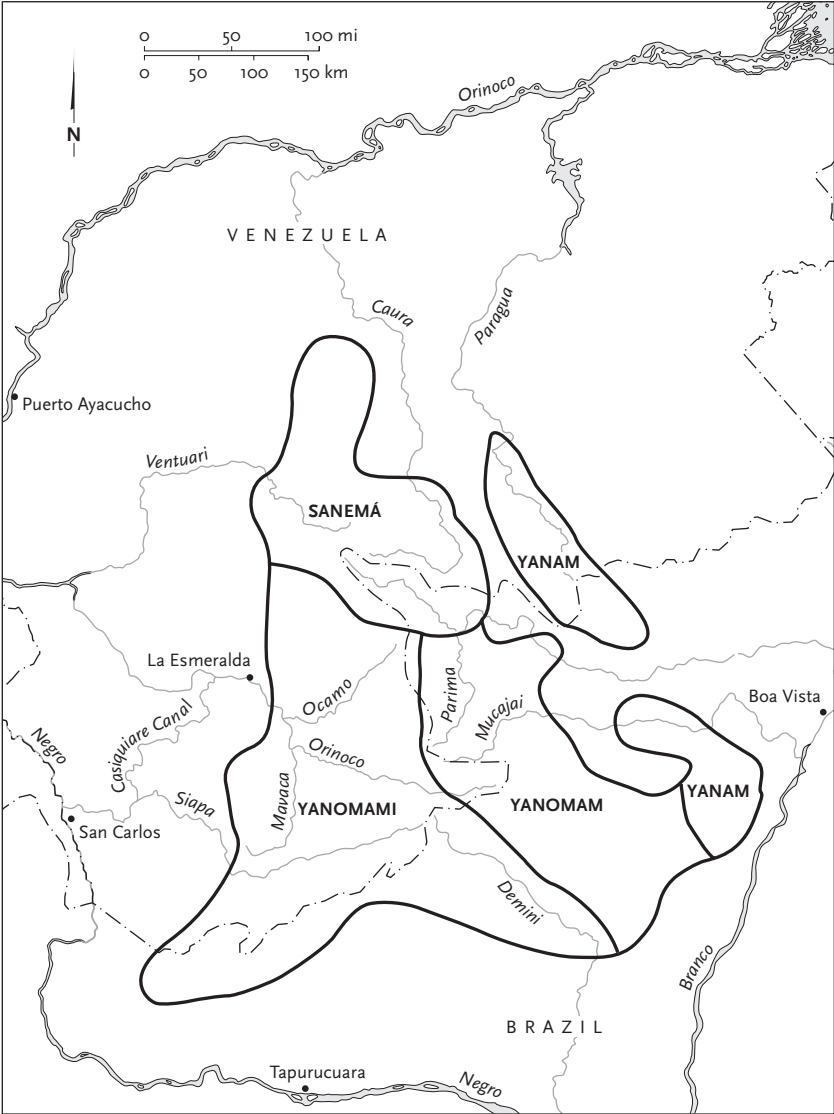 0 50 100 mi
0 50 100 150 km
N
Orinoco
VENEZUELA
Caura
Paragua
Puerto Ayacucho
Ventuari
SANEMÁ
YANAM
La Esmeralda
Ocamo
Parima
Mucajai
Boa Vista
Negro
Casiquiare Canal
Orinoco
Siapa
Mavaca
YANOMAMI
YANOMAM
YANAM
San Carlos
Demini
Branco
BRAZIL
Tapurucuara
Negro